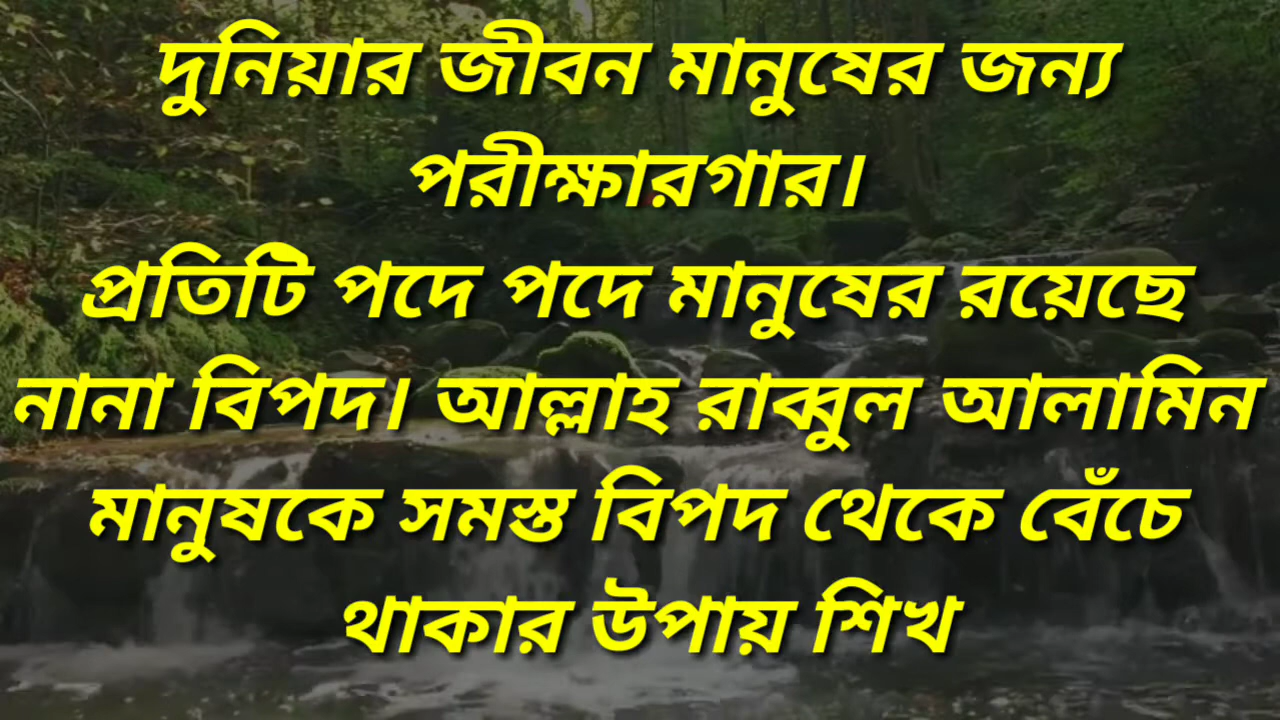 দুনিয়ার জীবন মানুষের জন্য
পরীক্ষারগার।
প্রতিটি পদে পদে মানুষের রয়েছে
নানা বিপদ। আল্লাহ রাব্বুল আলামিন
মানুষকে সমস্ত বিপদ থেকে বেঁচে
থাকার উপায় শিখ